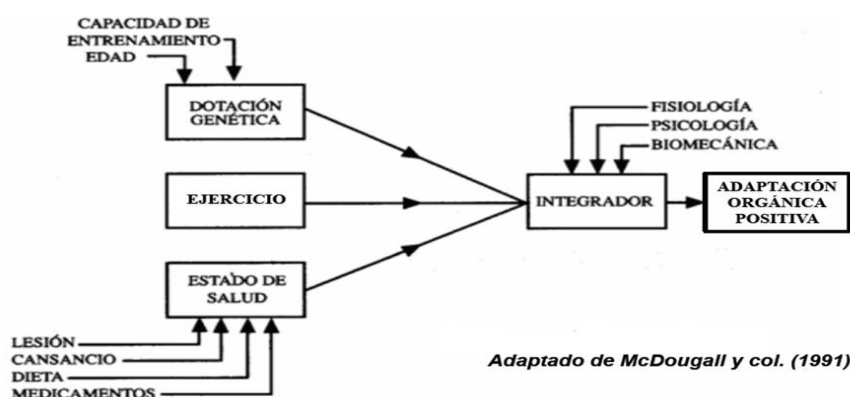 CAPACIDAD DE
ENTRENAMIENTO
EDAD
DOTACIÓN
GENÉTICA
EJERCICIO
ESTADO DE
SALUD
LESIÓN
CANSANCIO
DIETA
MEDICAMENTOS
FISIOLOGÍA
PSICOLOGÍA
BIOMECÁNICA
INTEGRADOR
ADAPTACIÓN
ORGÁNICA
POSITIVA
Adaptado de McDougall y col. (1991)